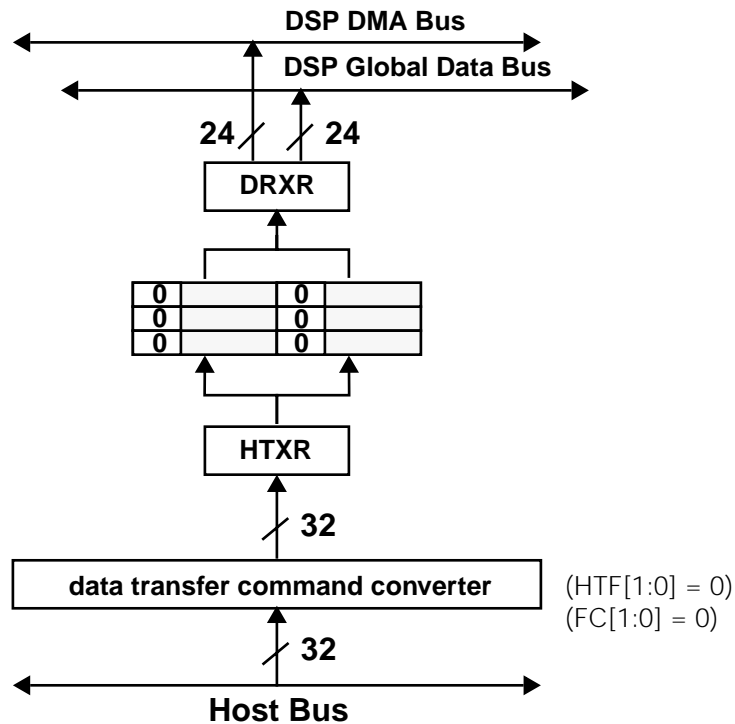 DSP DMA Bus
DSP Global Data Bus
24 24
DRXR
0 0
0 0
0 0
HTXR
32
data transfer command converter
(HTF[1:0] = 0)
(FC[1:0] = 0)
32
Host Bus